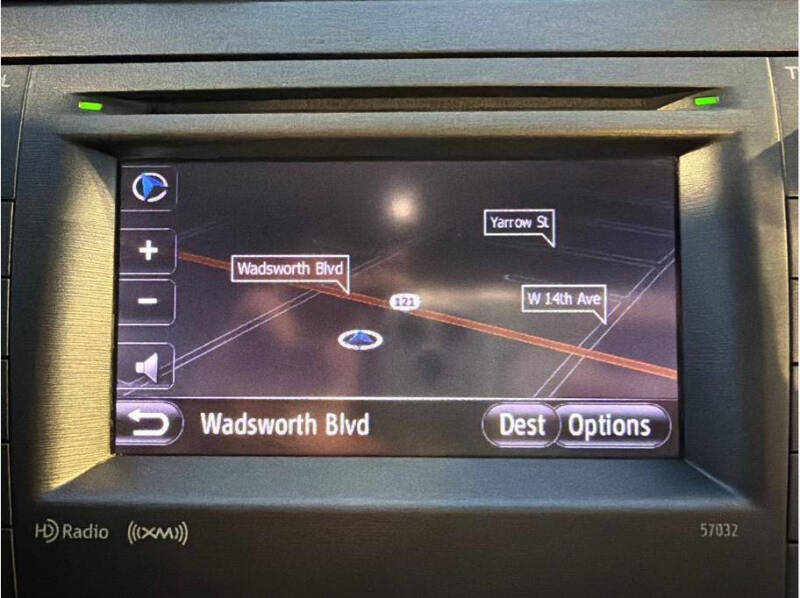 Yarrow St
Wadsworth Blvd
121
W 14th Ave
Wadsworth Blvd
Dest
Options
HD Radio
((XM))
57032